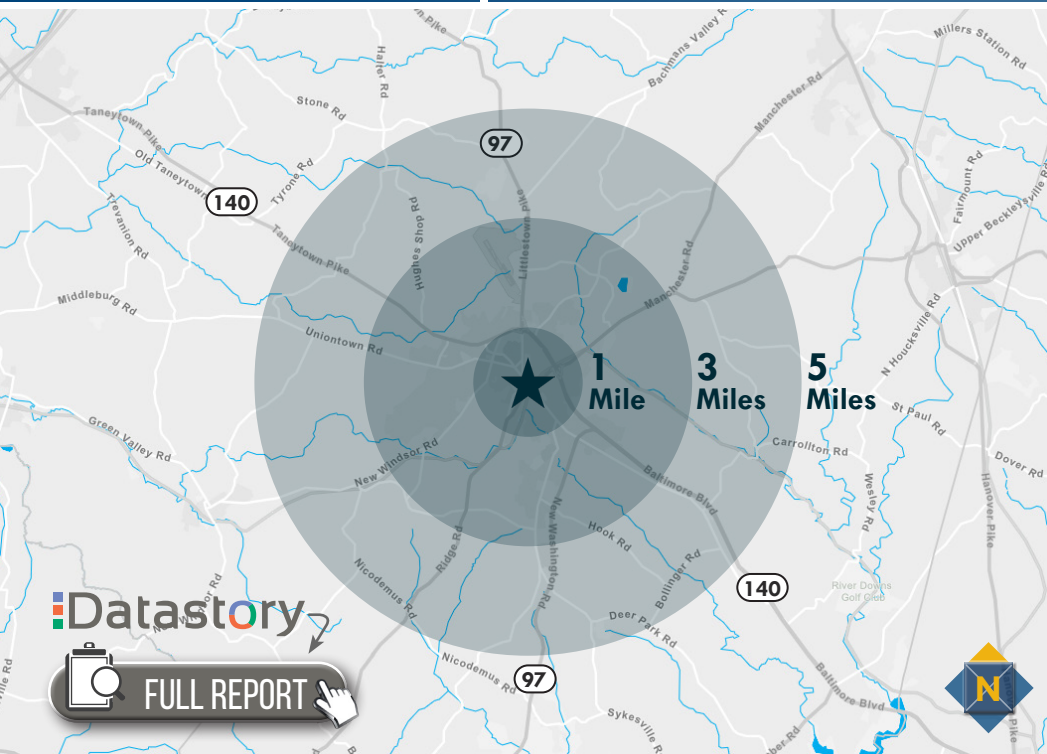 Pike
Bachmans Valley R
Millers Station Rd
Halter Rd
Manchester Rd
Stone Rd
Taneytown Pike
97
Old Taneytown
Tyrone Rd
Fairmount Rd
140
Upper Beckleysville Rd
Trevanion Rd
Hughes Shop Rd
Littlestown Pike
Taneytown Pike
Manchester Rd
Middleburg Rd
N Houcksville Rd
Uniontown Rd
1
Mile
3
Miles
5
Miles
St Paul Rd
Green Valley Rd
New Windsor Rd
Carrollton Rd
Dover Rd
Baltimore Blvd
Wesley Rd
Hanover Pike
New Washington Rd
Hook Rd
Ridge Rd
Bollinger Rd
Nicodemus Rd
140
River Downs
Golf Club
Datastory
Deer Park Rd
FULL REPORT
Nicodemus Rd
97
Baltimore Blvd
N
Sykesville R
ville Rd
ber Rd
Pike